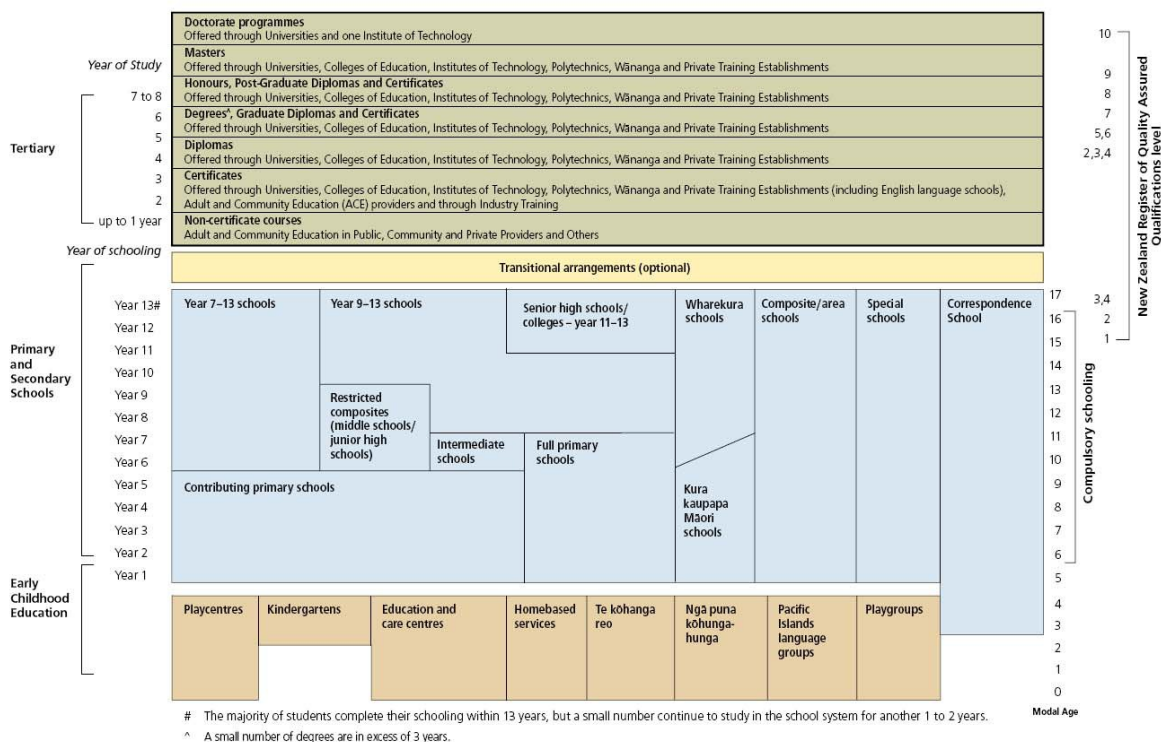 Doctorate programmes
Offered through Universities and one Institute of Technology
10
Year of Study
Masters
Offered through Universities, Colleges of Education, Institutes of Technology, Polytechnics, Wānanga and Private Training Establishments
9
7 to 8
Honours, Post-Graduate Diplomas and Certificates
Offered through Universities, Colleges of Education, Institutes of Technology, Polytechnics, Wānanga and Private Training Establishments
8
6
Degrees^, Graduate Diplomas and Certificates
Offered through Universities, Colleges of Education, Institutes of Technology, Polytechnics, Wānanga and Private Training Establishments
7
Tertiary
5
4
Diplomas
Offered through Universities, Colleges of Education, Institutes of Technology, Polytechnics, Wānanga and Private Training Establishments
5,6
2,3,4
3
2
Certificates
Offered through Universities, Colleges of Education, Institutes of Technology, Polytechnics, Wānanga and Private Training Establishments (including English language schools),
Adult and Community Education (ACE) providers and through Industry Training
up to 1 year
Non-certificate courses
Adult and Community Education in Public, Community and Private Providers and Others
New Zealand Register of Quality Assured
Qualifications level
Year of schooling
Transitional arrangements (optional)
Primary
and
Secondary
Schools
Year 13#
Year 12
Year 11
Year 10
Year 9
Year 8
Year 7
Year 6
Year 5
Year 4
Year 3
Year 2
Year 1
Year 7–13 schools
Year 9–13 schools
Senior high schools/
colleges – year 11–13
Wharekura
schools
Composite/area
schools
Special
schools
Correspondence
School
Restricted
composites
(middle schools/
junior high
schools)
Intermediate
schools
Full primary
schools
Contributing primary schools
Kura
kaupapa
Māori
schools
17
16
15
14
13
12
11
10
9
8
7
6
5
4
3
2
1
0
Modal Age
3,4
2
1
Compulsory schooling
Early
Childhood
Education
Playcentres
Kindergartens
Education and
care centres
Homebased
services
Te kōhanga
reo
Ngā puna
kōhunga-
hunga
Pacific
Islands
language
groups
Playgroups
# The majority of students complete their schooling within 13 years, but a small number continue to study in the school system for another 1 to 2 years.
^ A small number of degrees are in excess of 3 years.